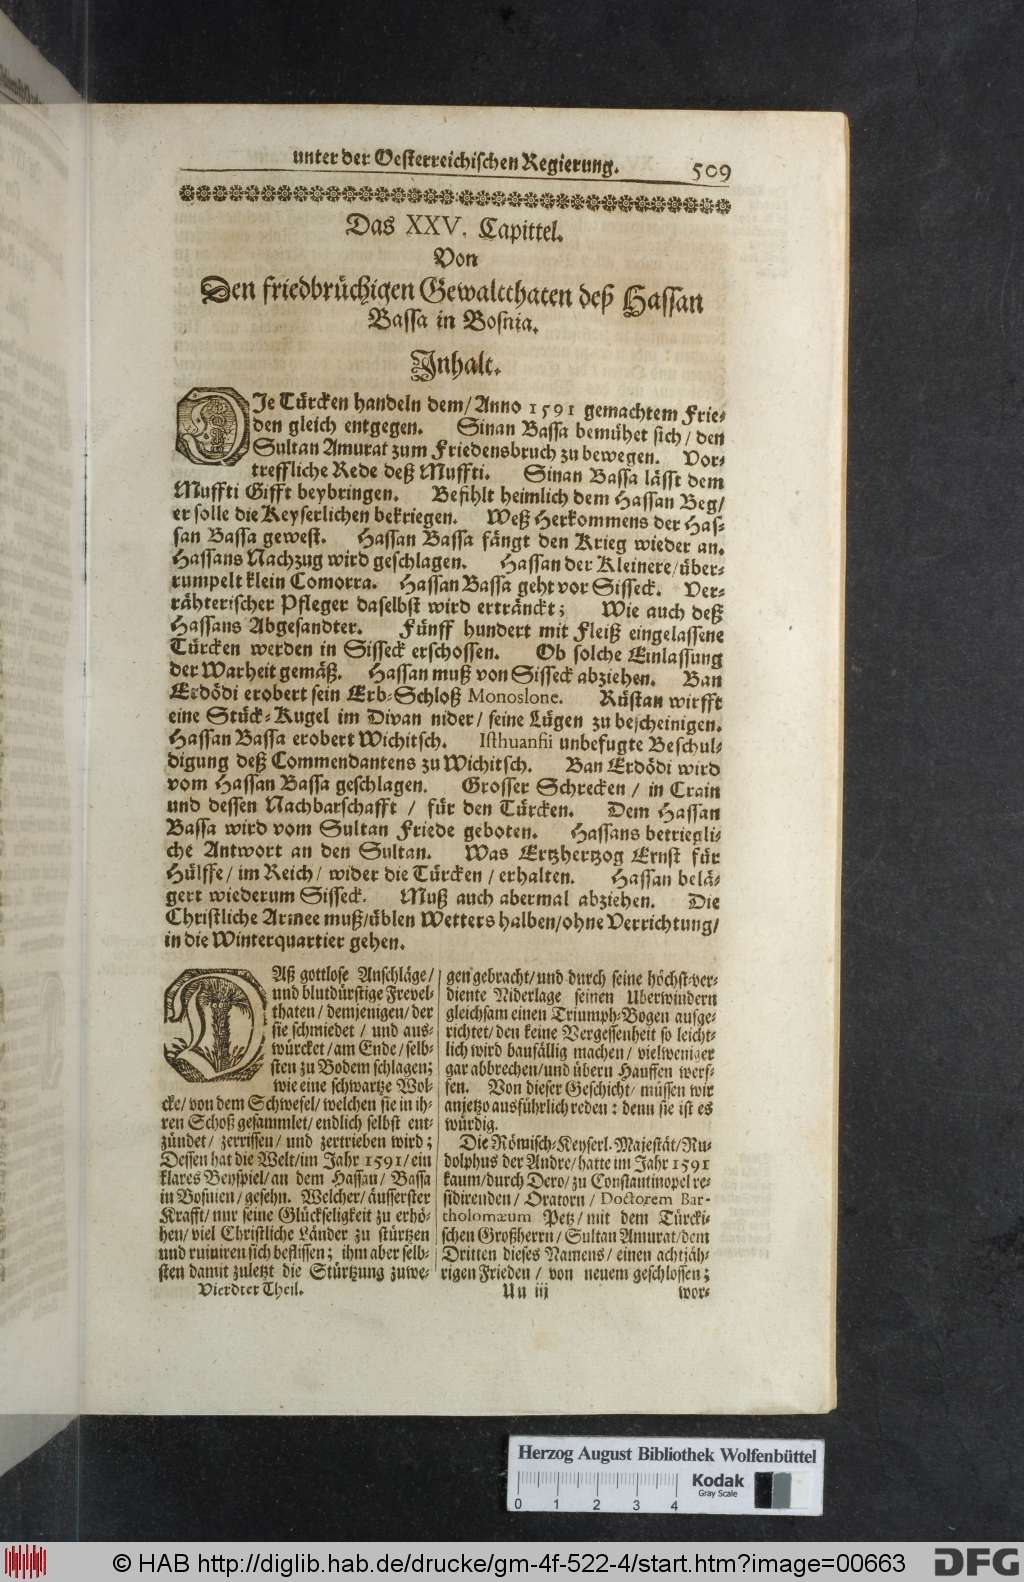 unter der Oesterreichischen Regierung. 509
Das XXV. Capittel.
Von
Den friedbrüchigen Gewaltthaten deß Hassan
Bassa in Bosnia.
Inhalt.
DIe Türcken handeln dem/ Anno 1591 gemachtem Frie-
den gleich entgegen. Sinan Bassa bemühet sich/ den
Sultan Amurat zum Friedensbruch zu bewegen. Vor-
treffliche Rede deß Muffti. Sinan Bassa lässt dem
Muffti Gifft beybringen. Befihlt heimlich dem Hassan Beg/
er solle die Keyserlichen bekriegen. Weß Herkommens der Has-
san Bassa gewest. Hassan Bassa fängt den Krieg wieder an.
Hassans Nachzug wird geschlagen. Hassan der Kleinere/ über-
rumpelt klein Comorra. Hassan Bassa geht vor Sisseck. Ver-
rähterischer Pfleger daselbst wird ertränckt; Wie auch deß
Hassans Abgesandter. Fünff hundert mit Fleiß eingelassene
Türcken werden in Sisseck erschossen. Ob solche Einlassung
der Warheit gemäß. Hassan muß von Sisseck abziehen. Ban
Erdödi erobert sein Erb-Schloß Monoslone. Rüstan wirfft
eine Stück-Kugel im Divan nider/ seine Lügen zu bescheinigen.
Hassan Bassa erobert Wichitsch. Isthuanfii unbefugte Beschul-
digung deß Commendantens zu Wichitsch. Ban Erdödi wird
vom Hassan Bassa geschlagen. Grosser Schrecken/ in Crain
und dessen Nachbarschafft/ für den Türcken. Dem Hassan
Bassa wird vom Sultan Friede geboten. Hassans betriegli-
che Antwort an den Sultan. Was Ertzhertzog Ernst für
Hülffe/ im Reich/ wider die Türcken/ erhalten. Hassan belä-
gert wiederum Sisseck. Muß auch abermal abziehen. Die
Christliche Armee muß/ üblen Wetters halben/ ohne Verrichtung/
in die Winterquartier gehen.
DAß gottlose Anschläge/
und blutdürstige Frevel-
thaten/ demjenigen/ der
sie schmiedet/ und aus-
würcket/ am Ende/ selb-
sten zu Bodem schlagen;
wie eine schwartze Wol-
cke/ von dem Schwefel/ welchen sie in ih-
ren Schoß gesammlet/ endlich selbst ent-
zündet/ zerrissen/ und zertrieben wird;
Dessen hat die Welt/ im Jahr 1591/ ein
klares Beyspiel/ an dem Hassan/ Bassa
in Bosnien/ gesehn. Welcher/ äusserster
Krafft/ nur seine Glückseligkeit zu erhö-
hen/ viel Christliche Länder zu stürtzen
und ruiniren sich beflissen; ihm aber selb-
sten damit zuletzt die Stürtzung zuwe-
gen gebracht/ und durch seine höchst-ver-
diente Niderlage seinen Uberwindern
gleichsam einen Triumph-Bogen aufge-
richtet/ den keine Vergessenheit so leicht-
lich wird baufällig machen/ vielweniger
gar abbrechen/ und übern Hauffen werf-
fen. Von dieser Geschicht/ müssen wir
anjetzo ausführlich reden: denn sie ist es
würdig.
Die Römisch-Keyserl. Majestät/ Ru-
dolphus der Andre/ hatte im Jahr 1591
kaum/ durch Dero/ zu Constantinopel re-
sidirenden/ Oratorn/ Doctorem Bar-
tholomæum Petz/ mit dem Türcki-
schen Großherrn/ Sultan Amurat/ dem
Dritten dieses Namens/ einen achtjäh-
rigen Frieden/ von neuem geschlossen;
Vierdter Theil. Uu iij wor-
Herzog August Bibliothek Wolfenbüttel
Kodak
Gray Scale
0 1 2 3 4
© HAB http://diglib.hab.de/drucke/gm-4f-522-4/start.htm?image=00663
DFG